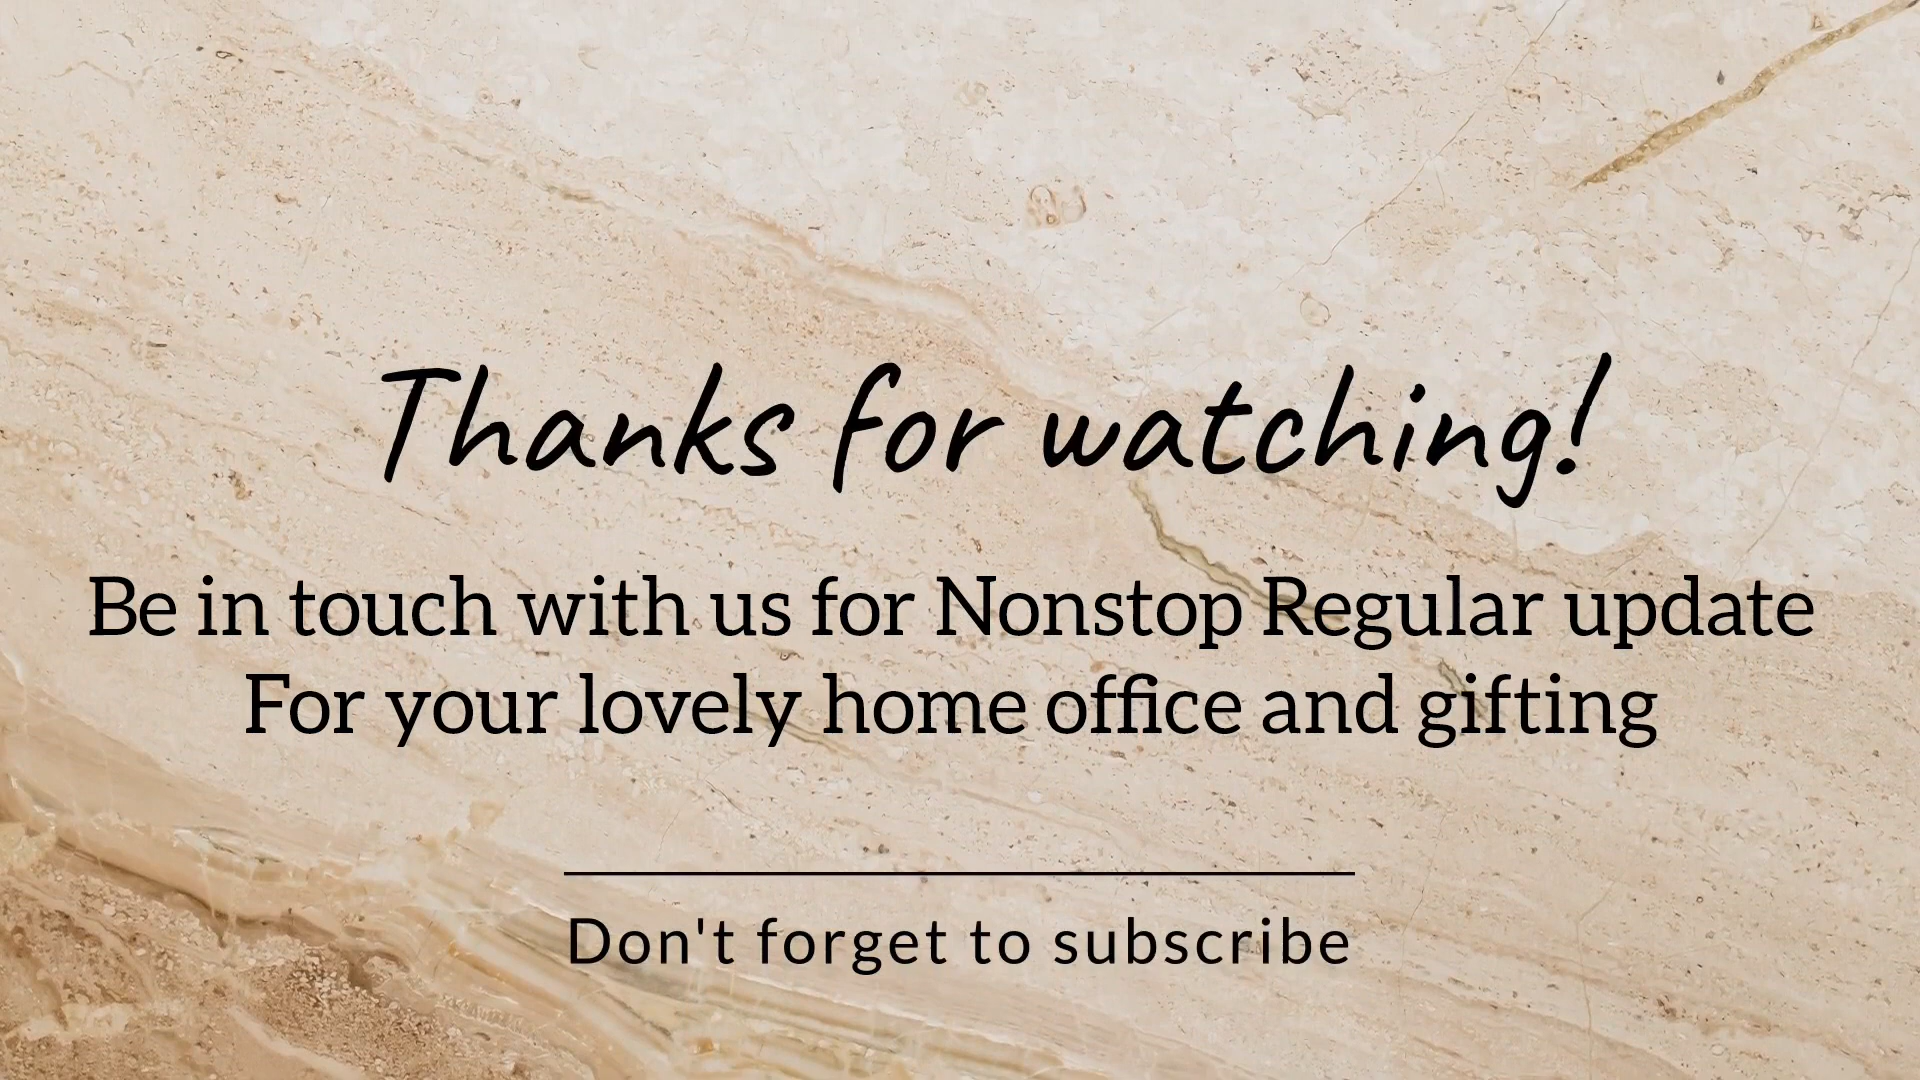 Thanks for watching!
Be in touch with us for Nonstop Regular update
For your lovely home office and gifting
Don't forget to subscribe